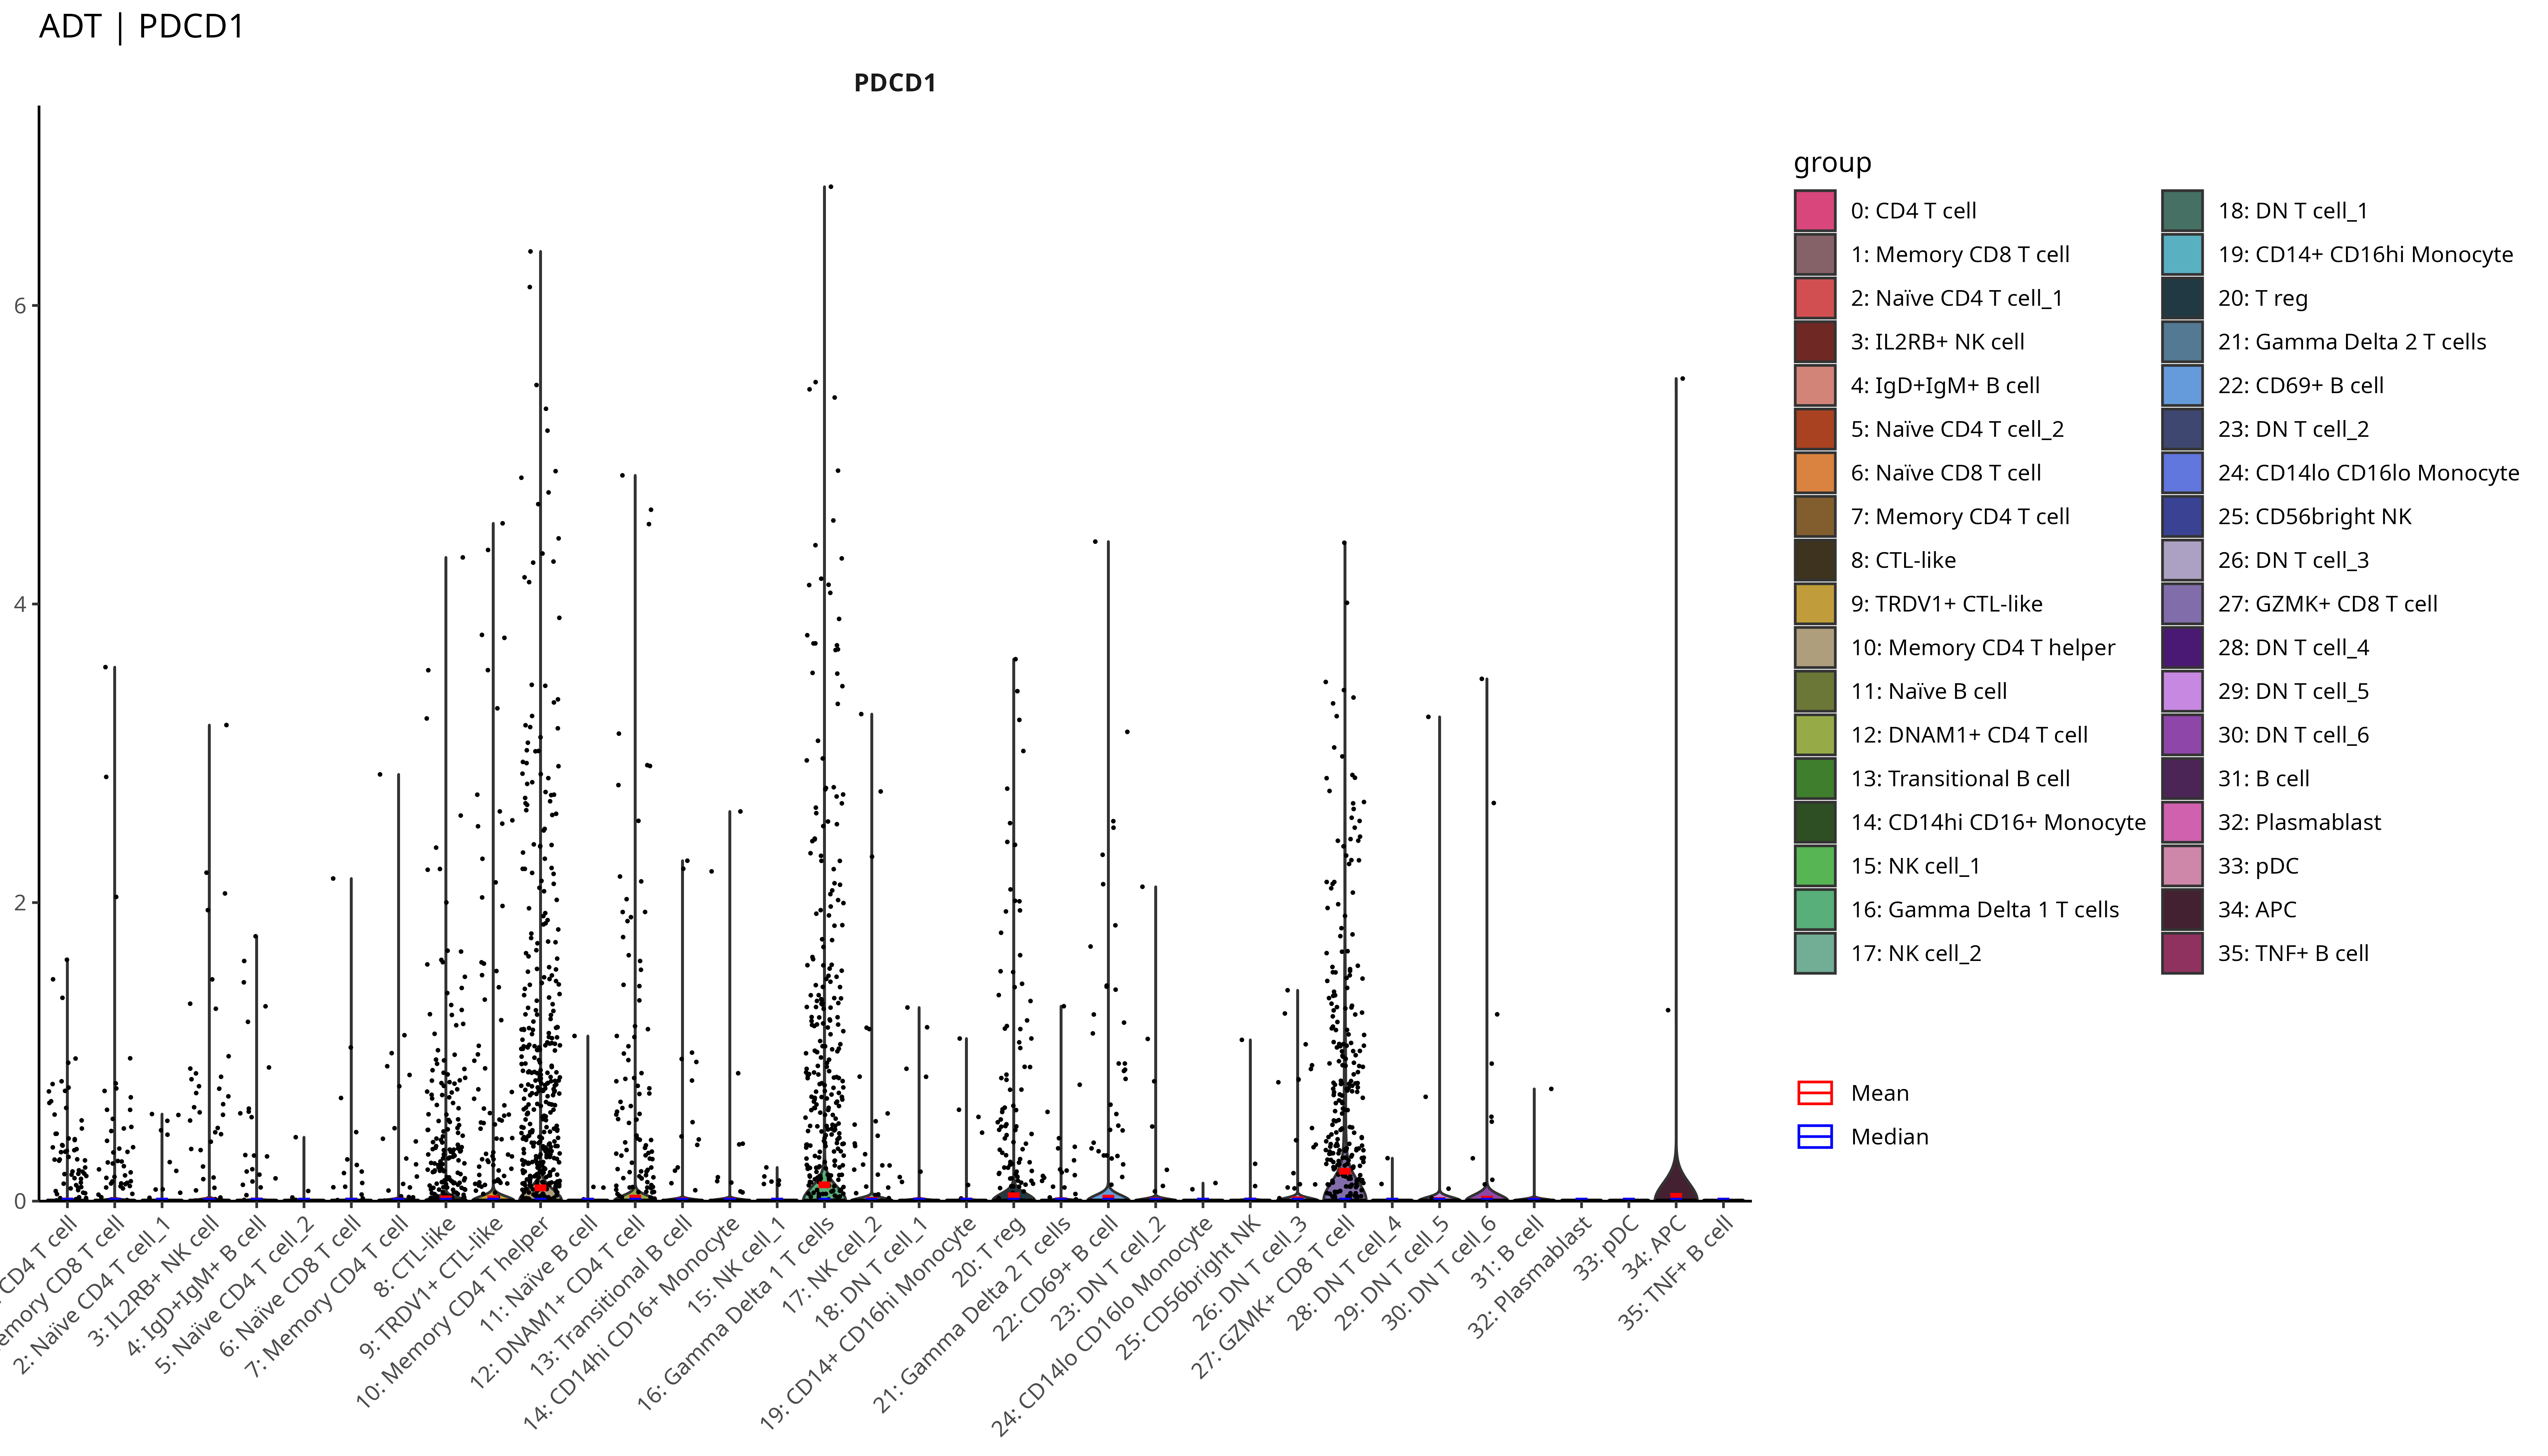 ADT | PDCD1
PDCD1
6
4
2
0
CD4 T cell
2: Naïve CD4 T cell_1
3: IL2RB+ NK cell
4: IgD+IgM+ B cell
5: Naïve CD4 T cell_2
6: Naïve CD8 T cell
7: Memory CD4 T cell
8: CTL-like
9: TRDV1+ CTL-like
10: Memory CD4 T helper
11: Naïve B cell
12: DNAM1+ CD4 T cell
13: Transitional B cell
14: CD14hi CD16+ Monocyte
15: NK cell_1
16: Gamma Delta 1 T cells
17: NK cell_2
18: DN T cell_1
19: CD14+ CD16hi Monocyte
20: T reg
21: Gamma Delta 2 T cells
22: CD69+ B cell
23: DN T cell_2
24: CD14lo CD16lo Monocyte
25: CD56bright NK
26: DN T cell_3
27: GZMK+ CD8 T cell
28: DN T cell_4
29: DN T cell_5
30: DN T cell_6
31: B cell
32: Plasmablast
33: pDC
34: APC
35: TNF+ B cell
group
0: CD4 T cell
1: Memory CD8 T cell
2: Naïve CD4 T cell_1
3: IL2RB+ NK cell
4: IgD+IgM+ B cell
5: Naïve CD4 T cell_2
6: Naïve CD8 T cell
7: Memory CD4 T cell
8: CTL-like
9: TRDV1+ CTL-like
10: Memory CD4 T helper
11: Naïve B cell
12: DNAM1+ CD4 T cell
13: Transitional B cell
14: CD14hi CD16+ Monocyte
15: NK cell_1
16: Gamma Delta 1 T cells
17: NK cell_2
18: DN T cell_1
19: CD14+ CD16hi Monocyte
20: T reg
21: Gamma Delta 2 T cells
22: CD69+ B cell
23: DN T cell_2
24: CD14lo CD16lo Monocyte
25: CD56bright NK
26: DN T cell_3
27: GZMK+ CD8 T cell
28: DN T cell_4
29: DN T cell_5
30: DN T cell_6
31: B cell
32: Plasmablast
33: pDC
34: APC
35: TNF+ B cell
Mean
Median